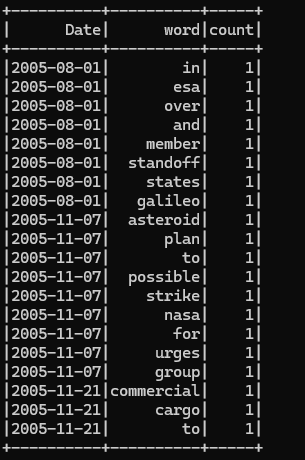 +----------+----------+-----+
|      Date|      word|count|
+----------+----------+-----+
|2005-08-01|        in|    1|
|2005-08-01|       esa|    1|
|2005-08-01|      over|    1|
|2005-08-01|       and|    1|
|2005-08-01|    member|    1|
|2005-08-01|  standoff|    1|
|2005-08-01|    states|    1|
|2005-08-01|   galileo|    1|
|2005-11-07|  asteroid|    1|
|2005-11-07|      plan|    1|
|2005-11-07|        to|    1|
|2005-11-07|  possible|    1|
|2005-11-07|    strike|    1|
|2005-11-07|      nasa|    1|
|2005-11-07|       for|    1|
|2005-11-07|     urges|    1|
|2005-11-07|     group|    1|
|2005-11-21|commercial|    1|
|2005-11-21|     cargo|    1|
|2005-11-21|        to|    1|
+----------+----------+-----+